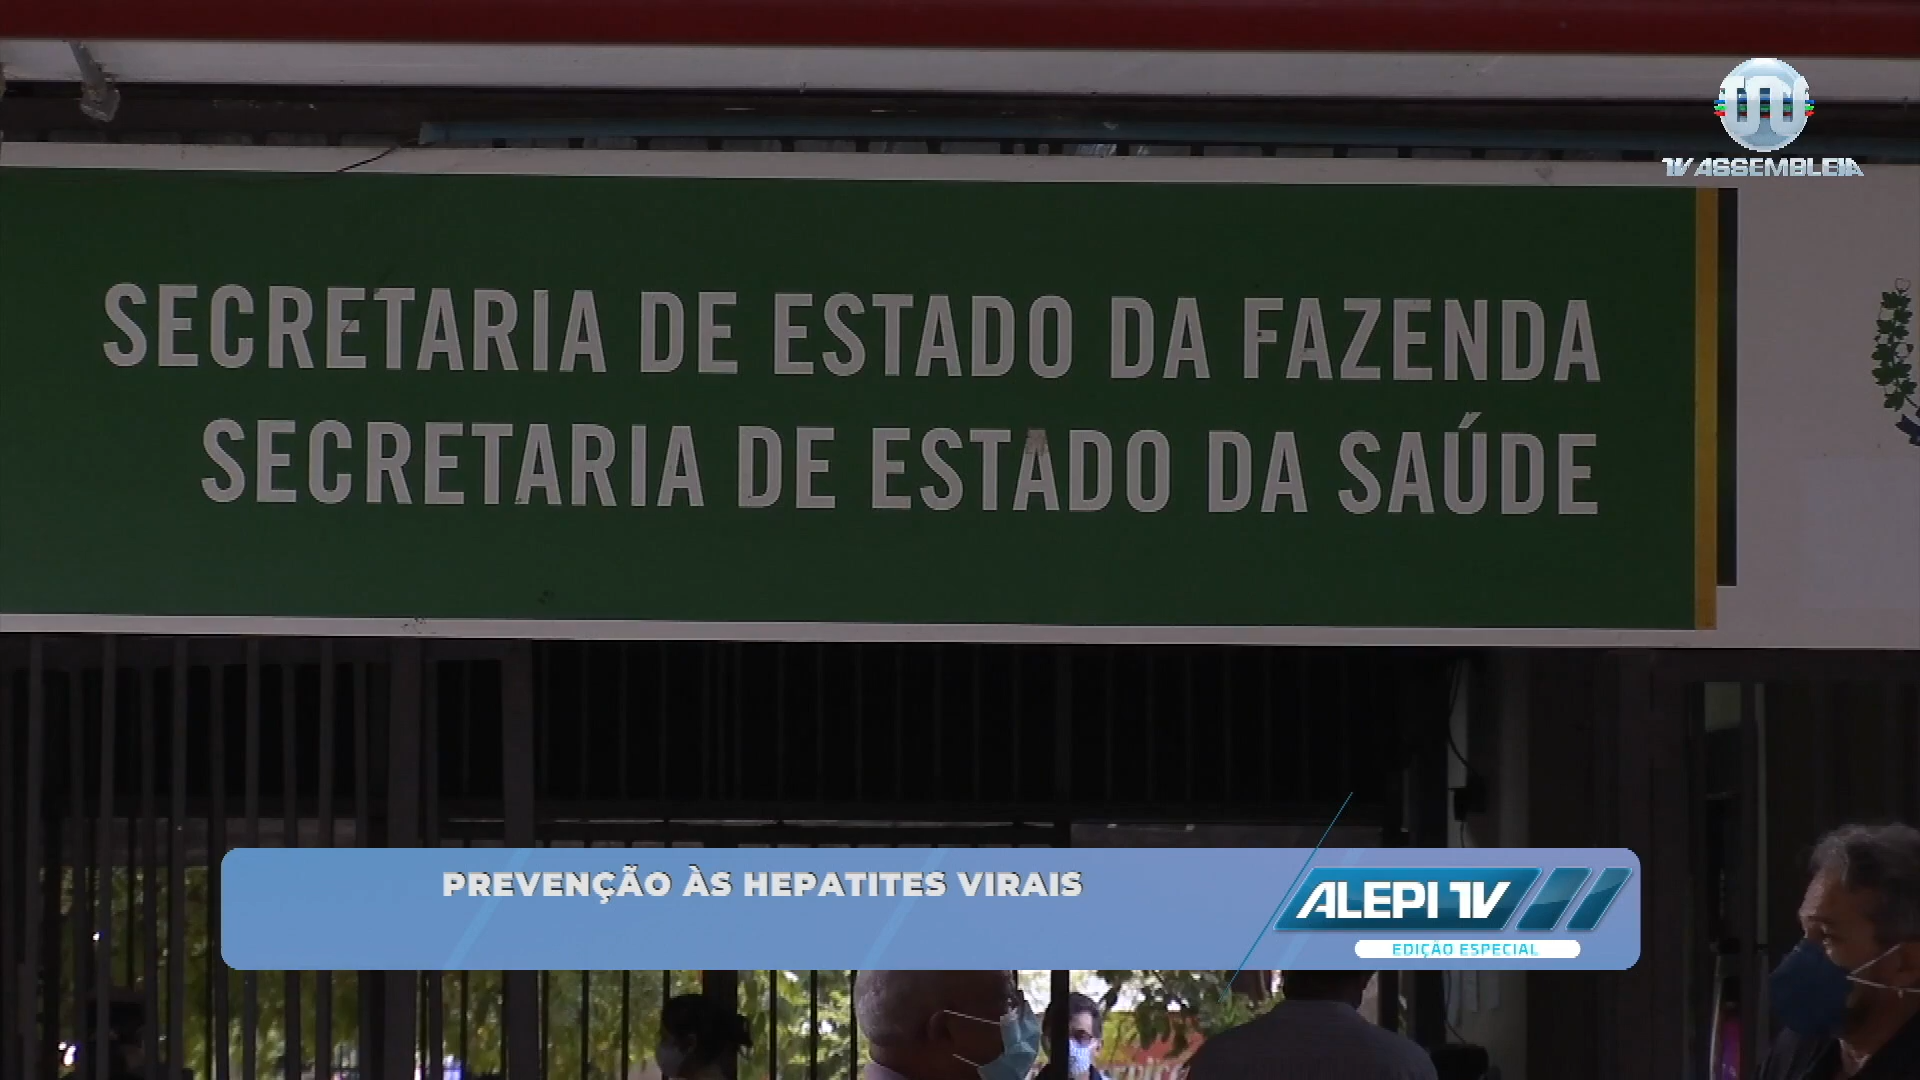 TV ASSEMBLEIA
SECRETARIA DE ESTADO DA FAZENDA
SECRETARIA DE ESTADO DA SAÚDE
PREVENÇÃO ÀS HEPATITES VIRAIS
ALEPI TV
EDIÇÃO ESPECIAL